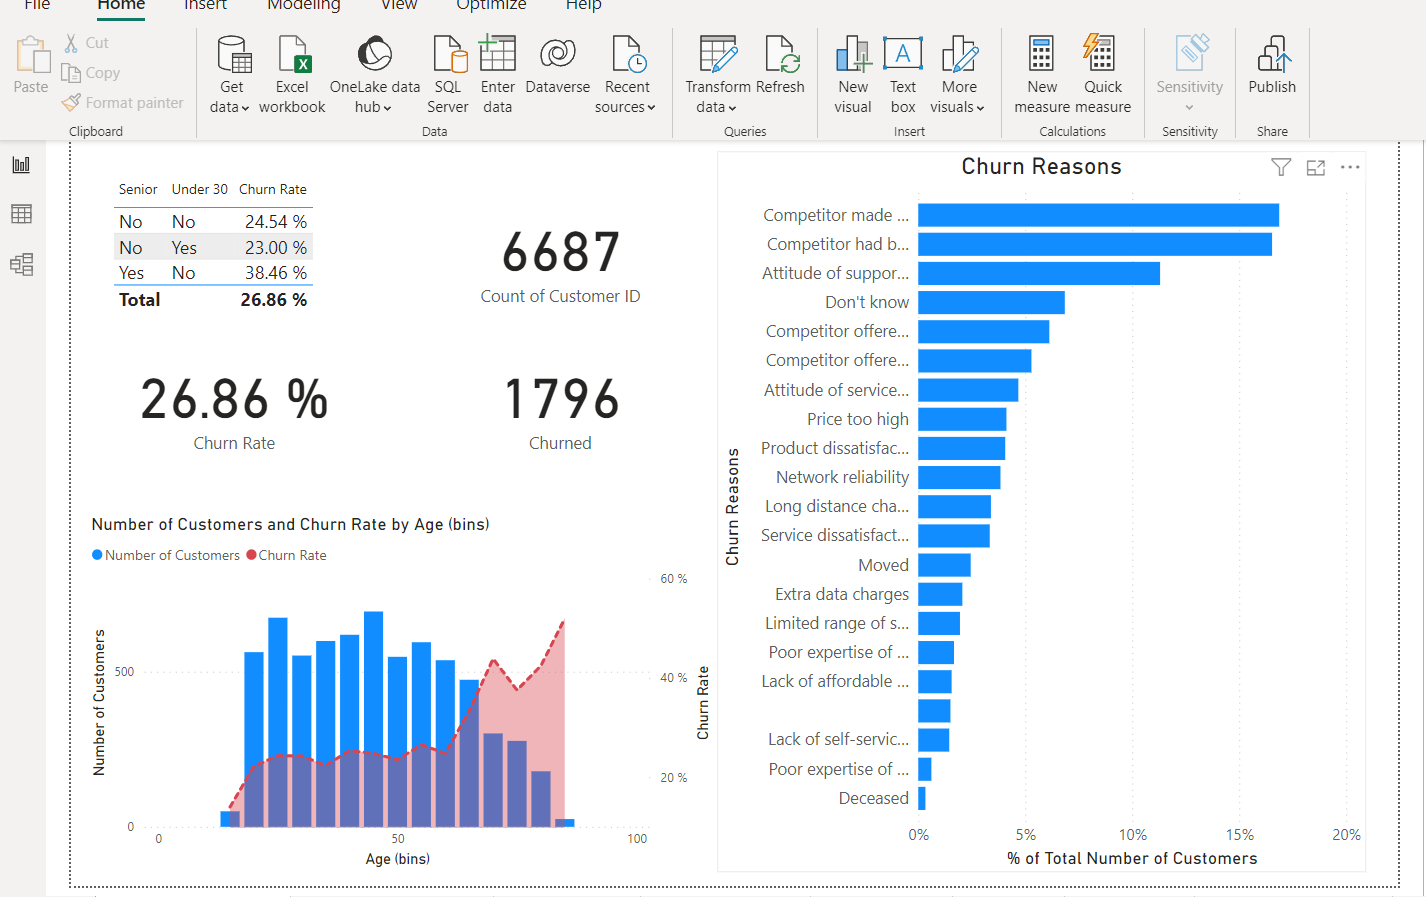 File Home Insert Modeling View Optimize Help
Paste
Cut
Copy
Format painter
Clipboard
Get data
Excel workbook
OneLake data hub
SQL Server
Enter data
Dataverse
Recent sources
Data
Transform data
Refresh
Queries
New visual
Text box
More visuals
Insert
New measure
Quick measure
Calculations
Sensitivity
Sensitivity
Publish
Share
Senior Under 30 Churn Rate
No No 24.54 %
No Yes 23.00 %
Yes No 38.46 %
Total 26.86 %
6687
Count of Customer ID
26.86 %
Churn Rate
1796
Churned
Number of Customers and Churn Rate by Age (bins)
Number of Customers Churn Rate
Number of Customers
500
0
60 %
40 %
20 %
Churn Rate
0 50 100
Age (bins)
Churn Reasons
Churn Reasons
Competitor made ...
Competitor had b...
Attitude of suppor...
Don't know
Competitor offere...
Competitor offere...
Attitude of service...
Price too high
Product dissatisfac...
Network reliability
Long distance cha...
Service dissatisfact...
Moved
Extra data charges
Limited range of s...
Poor expertise of ...
Lack of affordable ...
Lack of self-servic...
Poor expertise of ...
Deceased
0% 5% 10% 15% 20%
% of Total Number of Customers